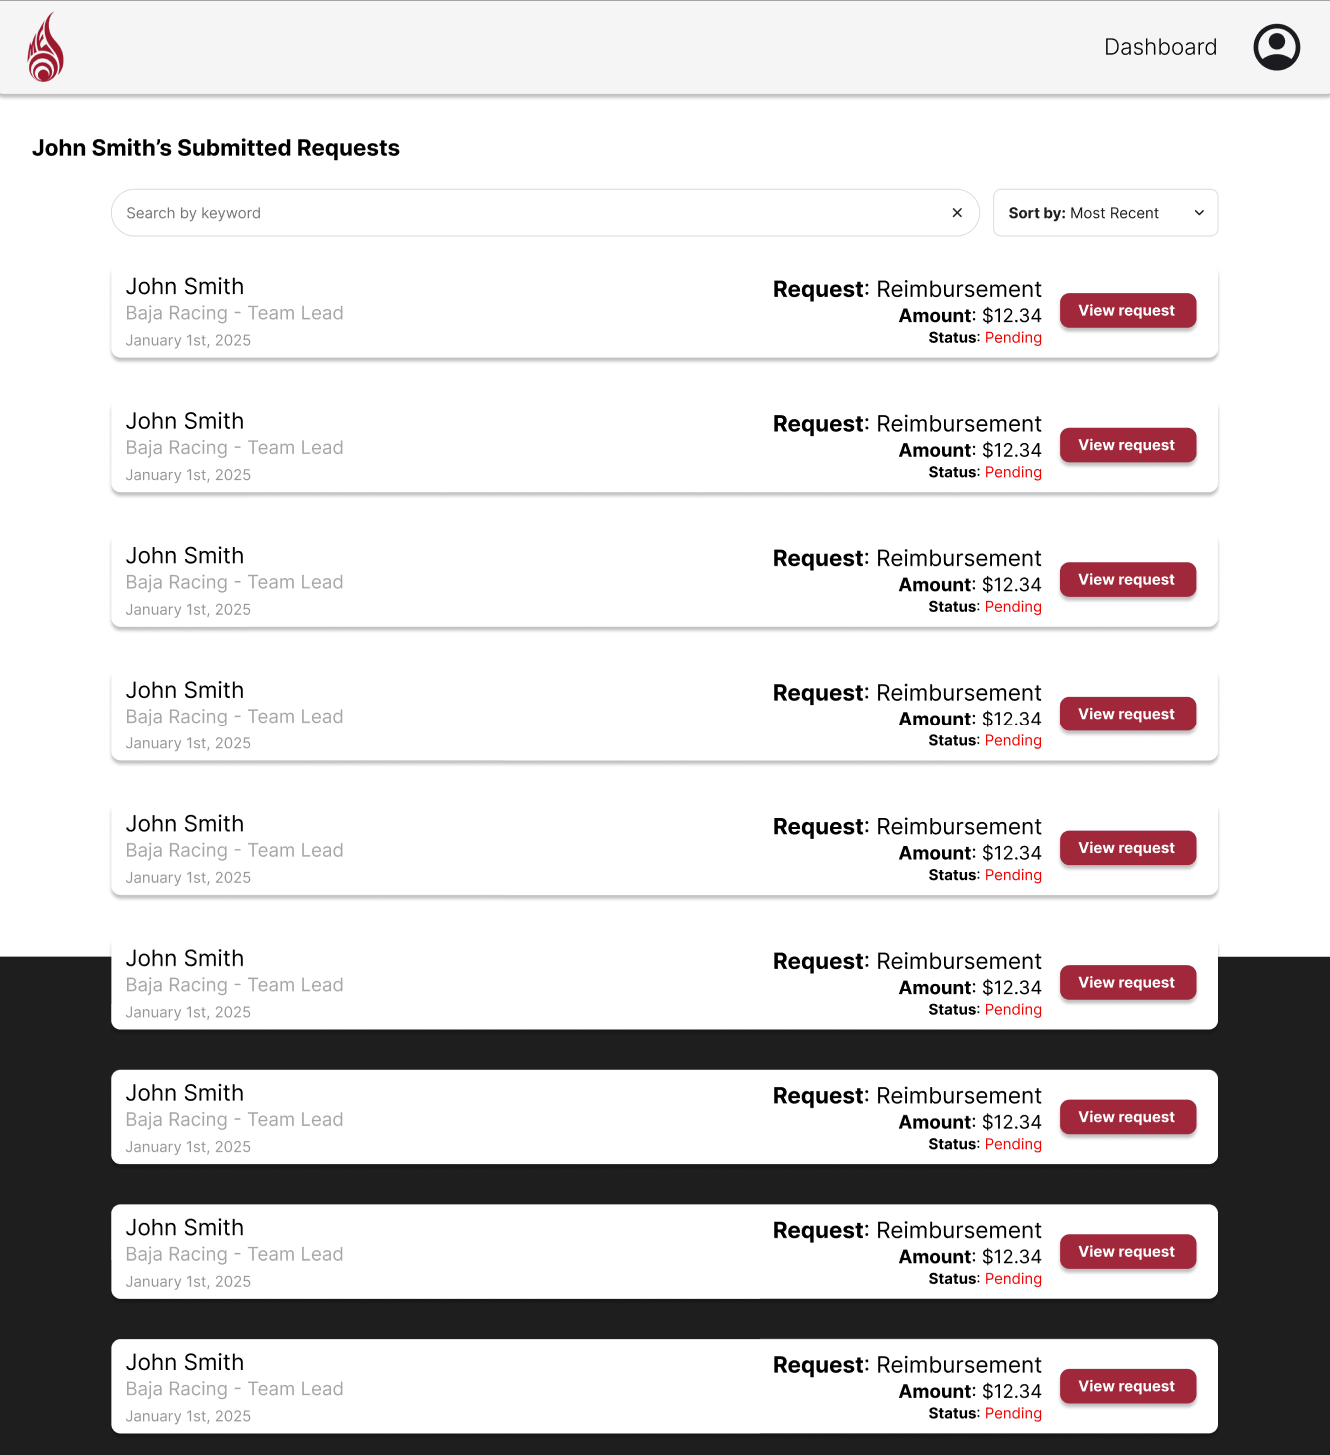 Dashboard
John Smith’s Submitted Requests
Search by keyword
Sort by: Most Recent
John Smith
Baja Racing - Team Lead
January 1st, 2025
Request: Reimbursement
Amount: $12.34
Status: Pending
View request
John Smith
Baja Racing - Team Lead
January 1st, 2025
Request: Reimbursement
Amount: $12.34
Status: Pending
View request
John Smith
Baja Racing - Team Lead
January 1st, 2025
Request: Reimbursement
Amount: $12.34
Status: Pending
View request
John Smith
Baja Racing - Team Lead
January 1st, 2025
Request: Reimbursement
Amount: $12.34
Status: Pending
View request
John Smith
Baja Racing - Team Lead
January 1st, 2025
Request: Reimbursement
Amount: $12.34
Status: Pending
View request
John Smith
Baja Racing - Team Lead
January 1st, 2025
Request: Reimbursement
Amount: $12.34
Status: Pending
View request
John Smith
Baja Racing - Team Lead
January 1st, 2025
Request: Reimbursement
Amount: $12.34
Status: Pending
View request
John Smith
Baja Racing - Team Lead
January 1st, 2025
Request: Reimbursement
Amount: $12.34
Status: Pending
View request
John Smith
Baja Racing - Team Lead
January 1st, 2025
Request: Reimbursement
Amount: $12.34
Status: Pending
View request